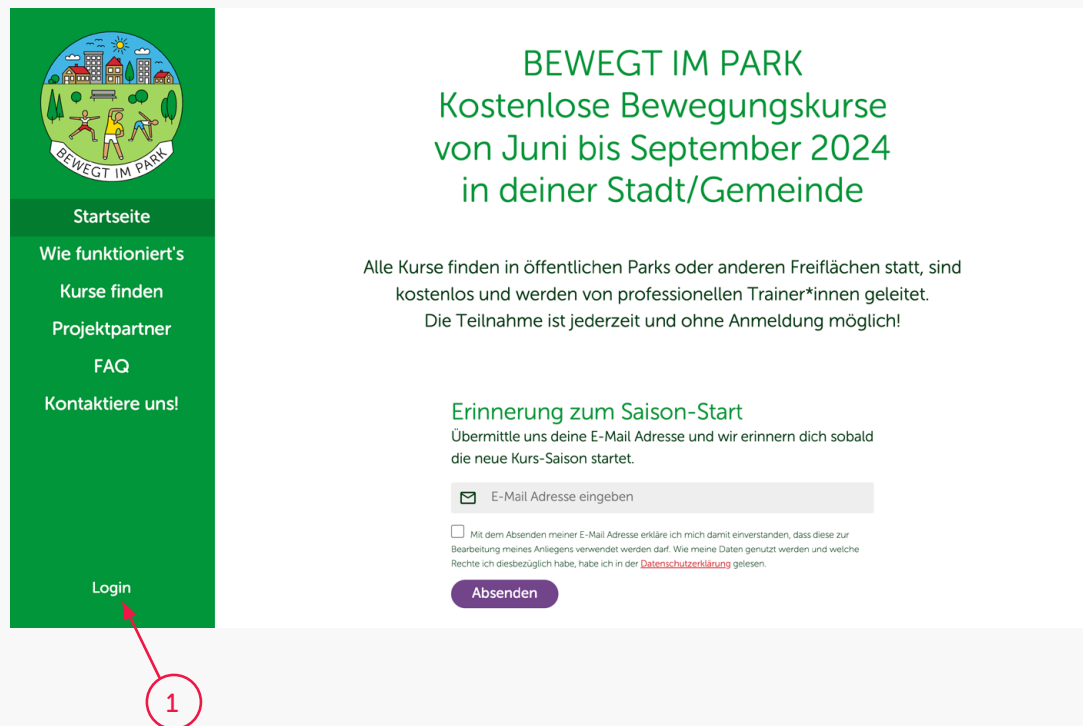 BEWEGT IM PARK
Startseite
Wie funktioniert's
Kurse finden
Projektpartner
FAQ
Kontaktiere uns!
Login
1
BEWEGT IM PARK
Kostenlose Bewegungskurse
von Juni bis September 2024
in deiner Stadt/Gemeinde
Alle Kurse finden in öffentlichen Parks oder anderen Freiflächen statt, sind
kostenlos und werden von professionellen Trainer*innen geleitet.
Die Teilnahme ist jederzeit und ohne Anmeldung möglich!
Erinnerung zum Saison-Start
Übermittle uns deine E-Mail Adresse und wir erinnern dich sobald
die neue Kurs-Saison startet.
E-Mail Adresse eingeben
Mit dem Absenden meiner E-Mail Adresse erkläre ich mich damit einverstanden, dass diese zur
Bearbeitung meines Anliegens verwendet werden darf. Wie meine Daten genutzt werden und welche
Rechte ich diesbezüglich habe, habe ich in der Datenschutzerklärung gelesen.
Absenden